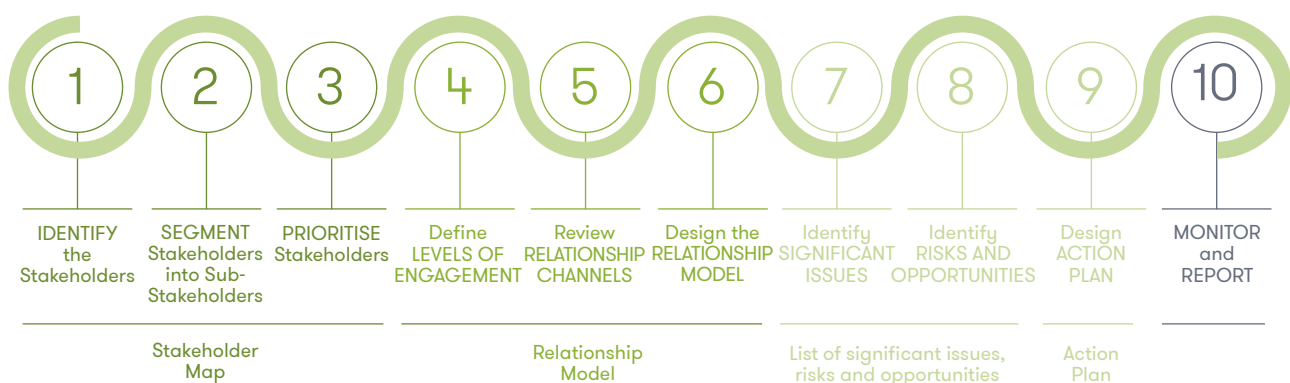 1
2
3
4
5
6
7
8
9
10
IDENTIFY
the
Stakeholders
SEGMENT
Stakeholders
into Sub-
Stakeholders
PRIORITISE
Stakeholders
Define
LEVELS OF
ENGAGEMENT
Review
RELATIONSHIP
CHANNELS
Design the
RELATIONSHIP
MODEL
Identify
SIGNIFICANT
ISSUES
Identify
RISKS AND
OPPORTUNITIES
Design
ACTION
PLAN
MONITOR
and
REPORT
Stakeholder
Map
Relationship
Model
List of significant issues,
risks and opportunities
Action
Plan